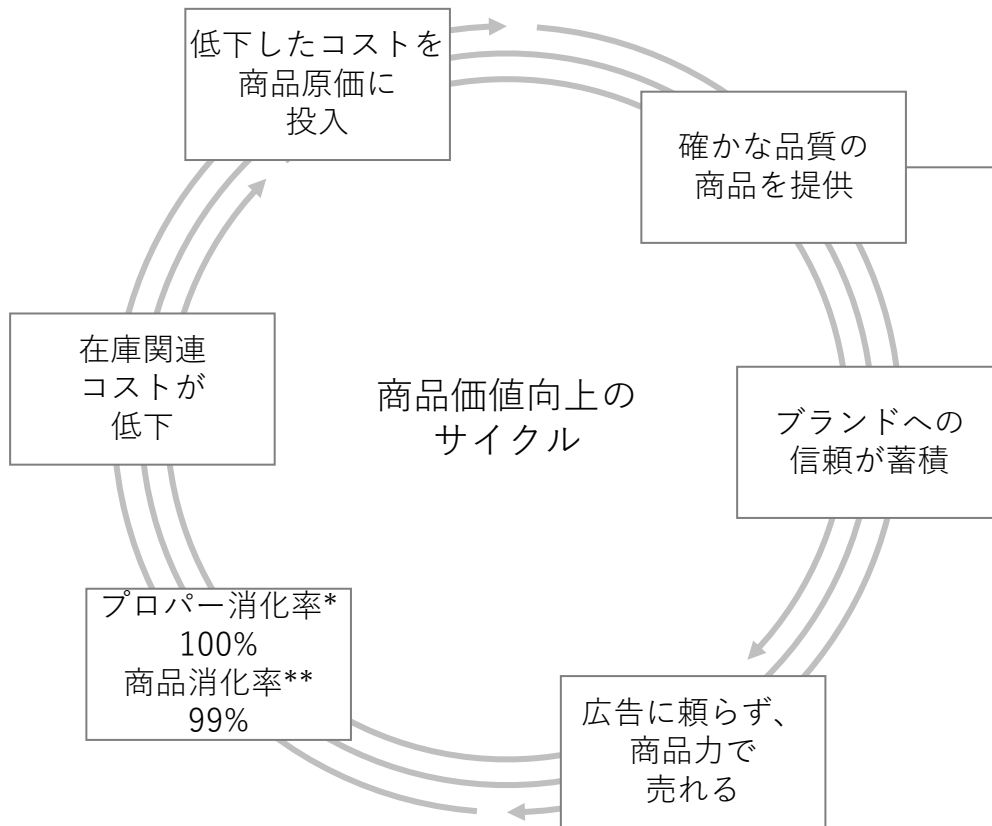 低下したコストを
商品原価に
投入
確かな品質の
商品を提供
ブランドへの
信頼が蓄積
広告に頼らず、
商品力で
売れる
プロパー消化率*
100%
商品消化率**
99%
在庫関連
コストが
低下
商品価値向上の
サイクル